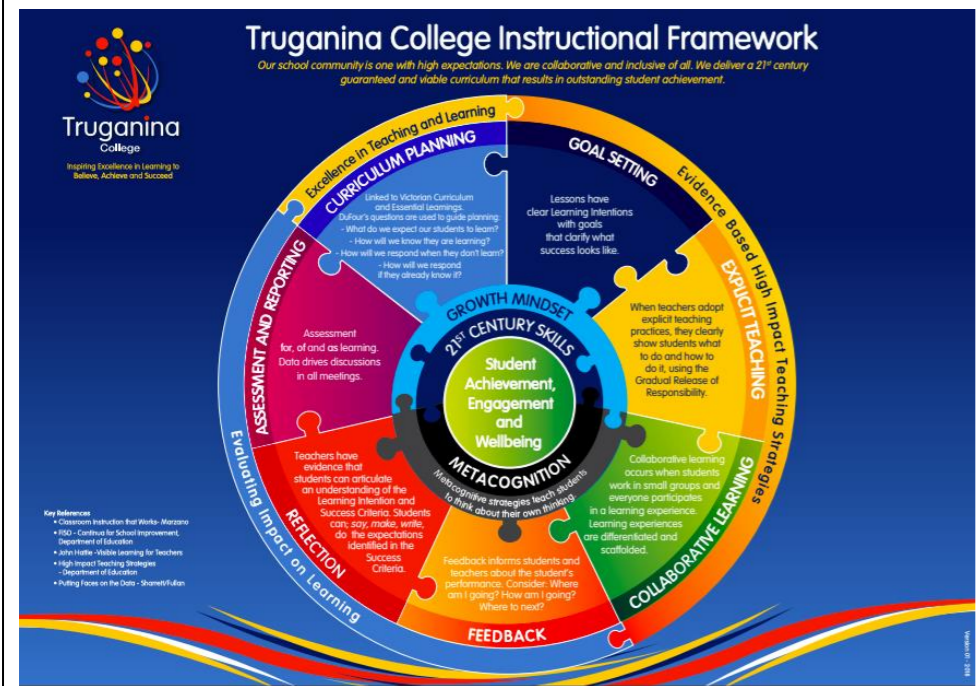 Truganina College Instructional Framework
Our school community is one with high expectations. We are collaborative and inclusive of all. We deliver a 21st century
guaranteed and viable curriculum that results in outstanding student achievement.
Truganina
College
Inspiring Excellence in Learning to
Believe, Achieve and Succeed
Excellence in Teaching and Learning
CURRICULUM PLANNING
Linked to Victorian Curriculum
and Essential Learnings.
DuFour's questions are used to guide planning:
- What do we expect our students to learn?
- How will we know they are learning?
- How will we respond when they don't learn?
- How will we respond
if they already know it?
GOAL SETTING
Lessons have
clear Learning Intentions
with goals
that clarify what
success looks like.
Evidence Based High Impact Teaching Strategies
EXPLICIT TEACHING
When teachers adopt
explicit teaching
practices, they clearly
show students what
to do and how to
do it, using the
Gradual Release of
Responsibility.
COLLABORATIVE LEARNING
Collaborative learning
occurs when students
work in small groups and
everyone participates
in a learning experience.
Learning experiences
are differentiated and
scaffolded.
FEEDBACK
Feedback informs students and
teachers about the student's
performance. Consider: Where
am I going? How am I going?
Where to next?
REFLECTION
Teachers have
evidence that
students can articulate
an understanding of the
Learning Intention and
Success Criteria. Students
can; say, make, write,
do the expectations
identified in the
Success
Criteria.
Evaluating Impact on Learning
ASSESSMENT AND REPORTING
Assessment
for, of and as learning.
Data drives discussions
in all meetings.
GROWTH MINDSET
21ST CENTURY SKILLS
Student
Achievement,
Engagement
and
Wellbeing
METACOGNITION
Metacognitive strategies teach students
to think about their own thinking.
Key References
• Classroom Instruction that Works- Marzano
• FISO - Continua for School Improvement,
Department of Education
• John Hattie -Visible Learning for Teachers
• High Impact Teaching Strategies
- Department of Education
• Putting Faces on the Data - Sharratt/Fullan